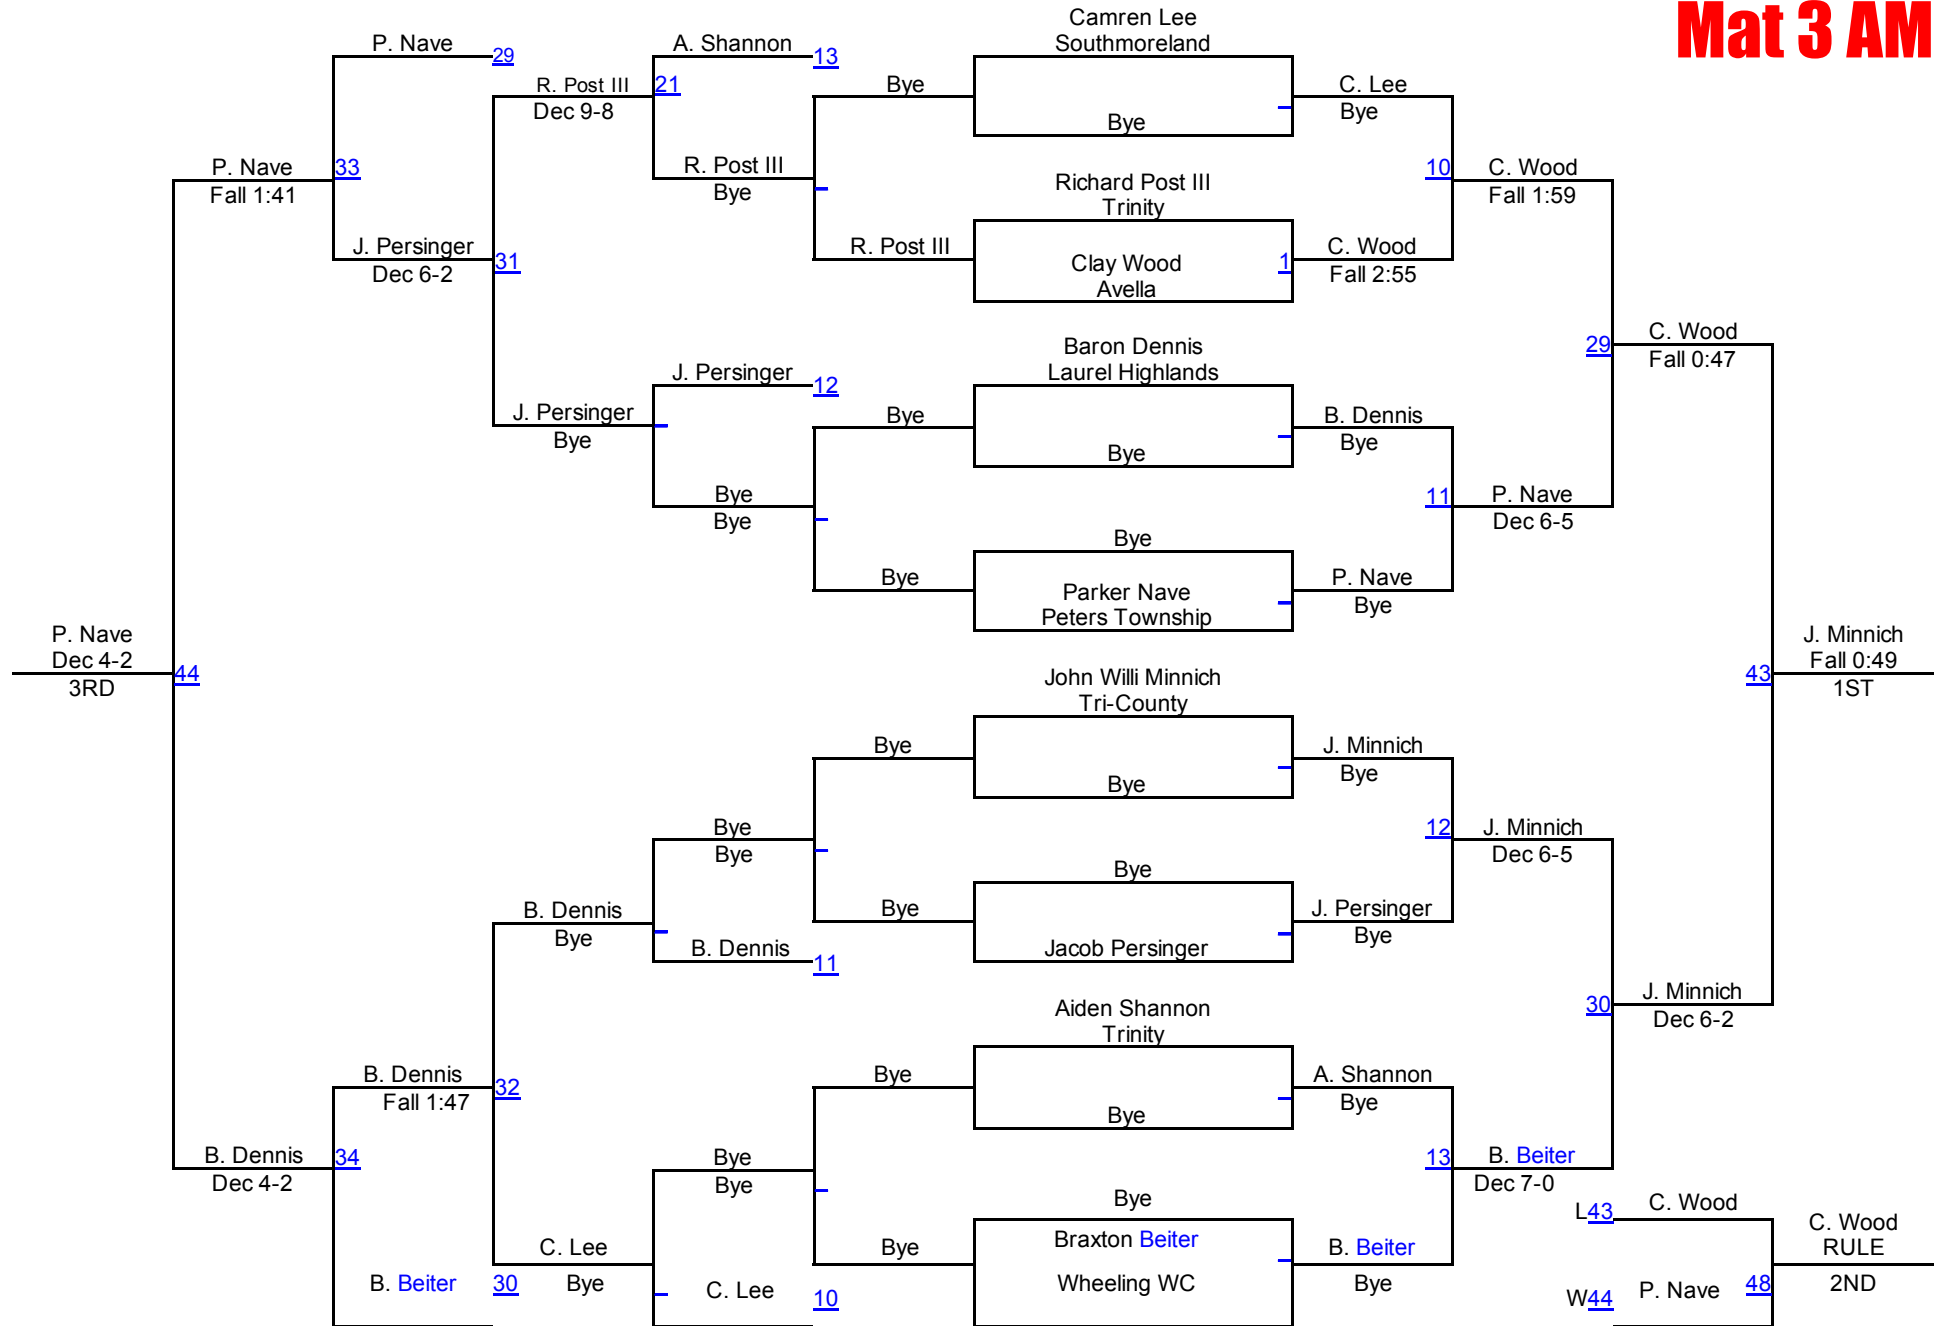 Mat 3 AM
Camren Lee
Southmoreland
P. Nave
29
A. Shannon
13
R. Post III
21
Bye
C. Lee
Dec 9-8
Bye
Bye
P. Nave
33
R. Post III
10
C. Wood
Fall 1:41
Bye
Richard Post III
Fall 1:59
Trinity
J. Persinger
31
R. Post III
C. Wood
Dec 6-2
Clay Wood
1
Fall 2:55
Avella
C. Wood
Baron Dennis
29
Fall 0:47
J. Persinger
12
Laurel Highlands
J. Persinger
Bye
B. Dennis
Bye
Bye
Bye
Bye
11
P. Nave
Bye
Dec 6-5
Bye
Bye
Parker Nave
P. Nave
Peters Township
Bye
P. Nave
J. Minnich
Dec 4-2
Fall 0:49
44
John Willi Minnich
43
3RD
Tri-County
1ST
Bye
J. Minnich
Bye
Bye
Bye
12
J. Minnich
Bye
Dec 6-5
Bye
B. Dennis
Bye
J. Persinger
Bye
B. Dennis
11
Jacob Persinger
Bye
Aiden Shannon
30
J. Minnich
Trinity
Dec 6-2
B. Dennis
32
Bye
A. Shannon
Fall 1:47
Bye
Bye
B. Dennis
34
Bye
13
B. Beiter
Dec 4-2
Bye
Dec 7-0
Bye
L43
C. Wood
C. Lee
Bye
Braxton Beiter
B. Beiter
C. Wood
RULE
B. Beiter
30
Bye
C. Lee
10
Wheeling WC
Bye
W44
P. Nave
48
2ND